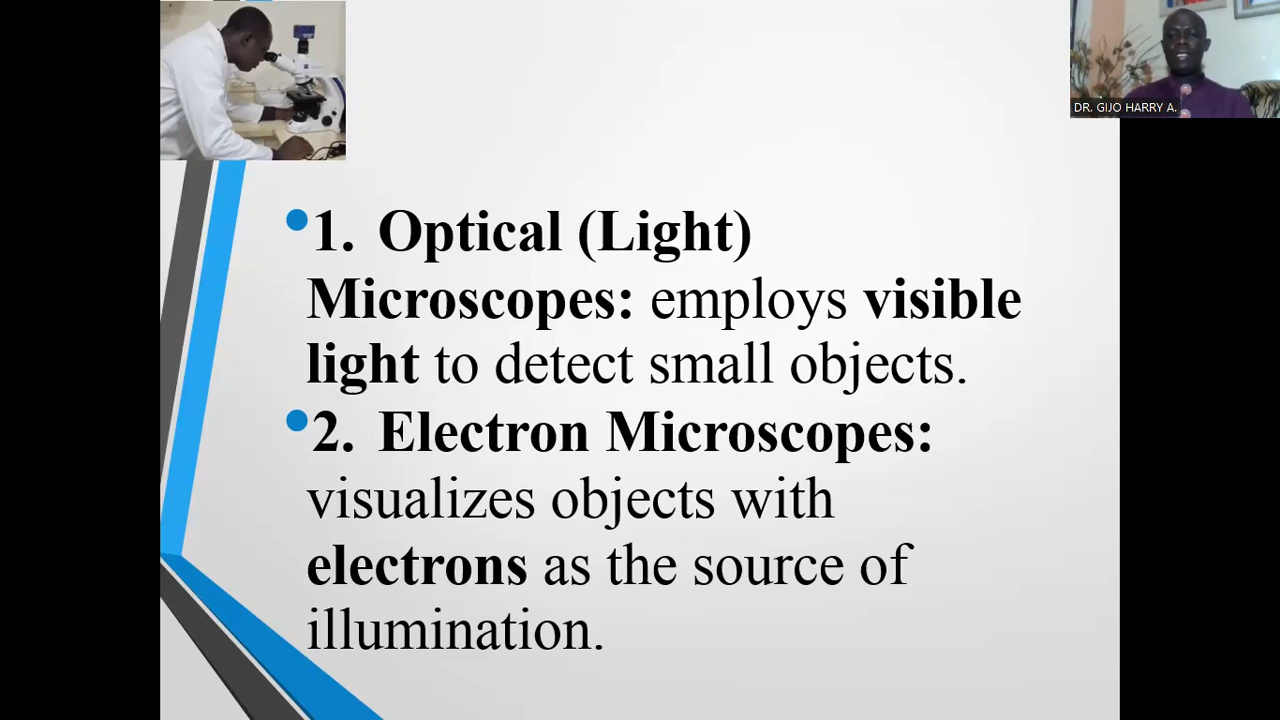 DR. GIJO HARRY A.
1. Optical (Light)
Microscopes: employs visible
light to detect small objects.
2. Electron Microscopes:
visualizes objects with
electrons as the source of
illumination.